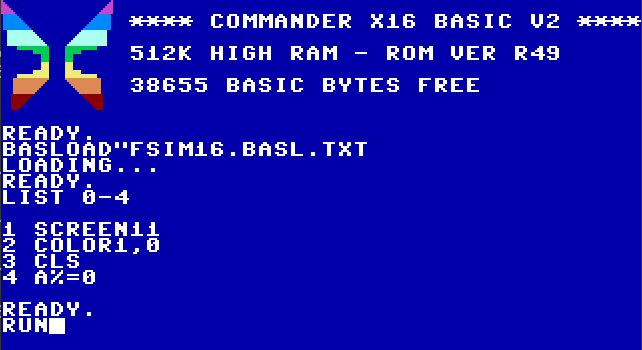 **** COMMANDER X16 BASIC V2 ****
512K HIGH RAM - ROM VER R49
38655 BASIC BYTES FREE
READY.
BASLOAD"FSIM16.BASL.TXT
LOADING...
READY.
LIST 0-4
1 SCREEN11
2 COLOR1,0
3 CLS
4 A%=0
READY.
RUN